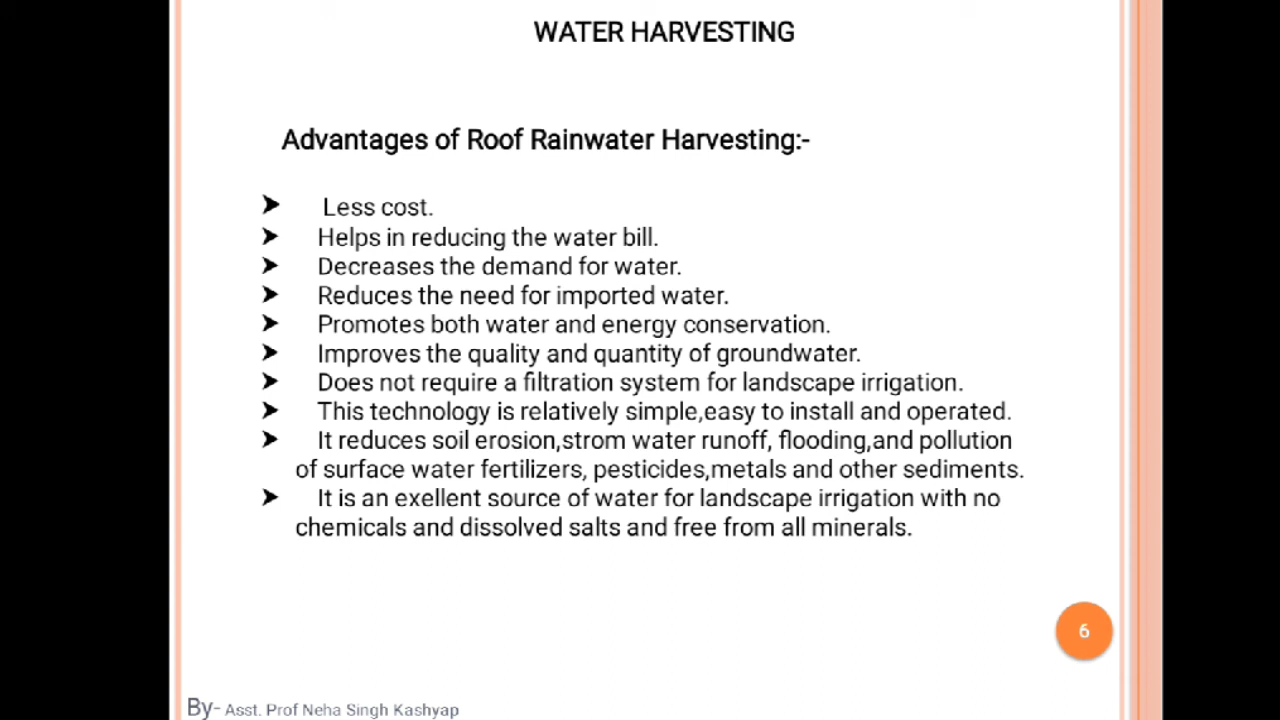 WATER HARVESTING
Advantages of Roof Rainwater Harvesting:-
➤ Less cost.
➤ Helps in reducing the water bill.
➤ Decreases the demand for water.
➤ Reduces the need for imported water.
➤ Promotes both water and energy conservation.
➤ Improves the quality and quantity of groundwater.
➤ Does not require a filtration system for landscape irrigation.
➤ This technology is relatively simple,easy to install and operated.
➤ It reduces soil erosion,strom water runoff, flooding,and pollution
of surface water fertilizers, pesticides,metals and other sediments.
➤ It is an exellent source of water for landscape irrigation with no
chemicals and dissolved salts and free from all minerals.
6
By- Asst. Prof Neha Singh Kashyap